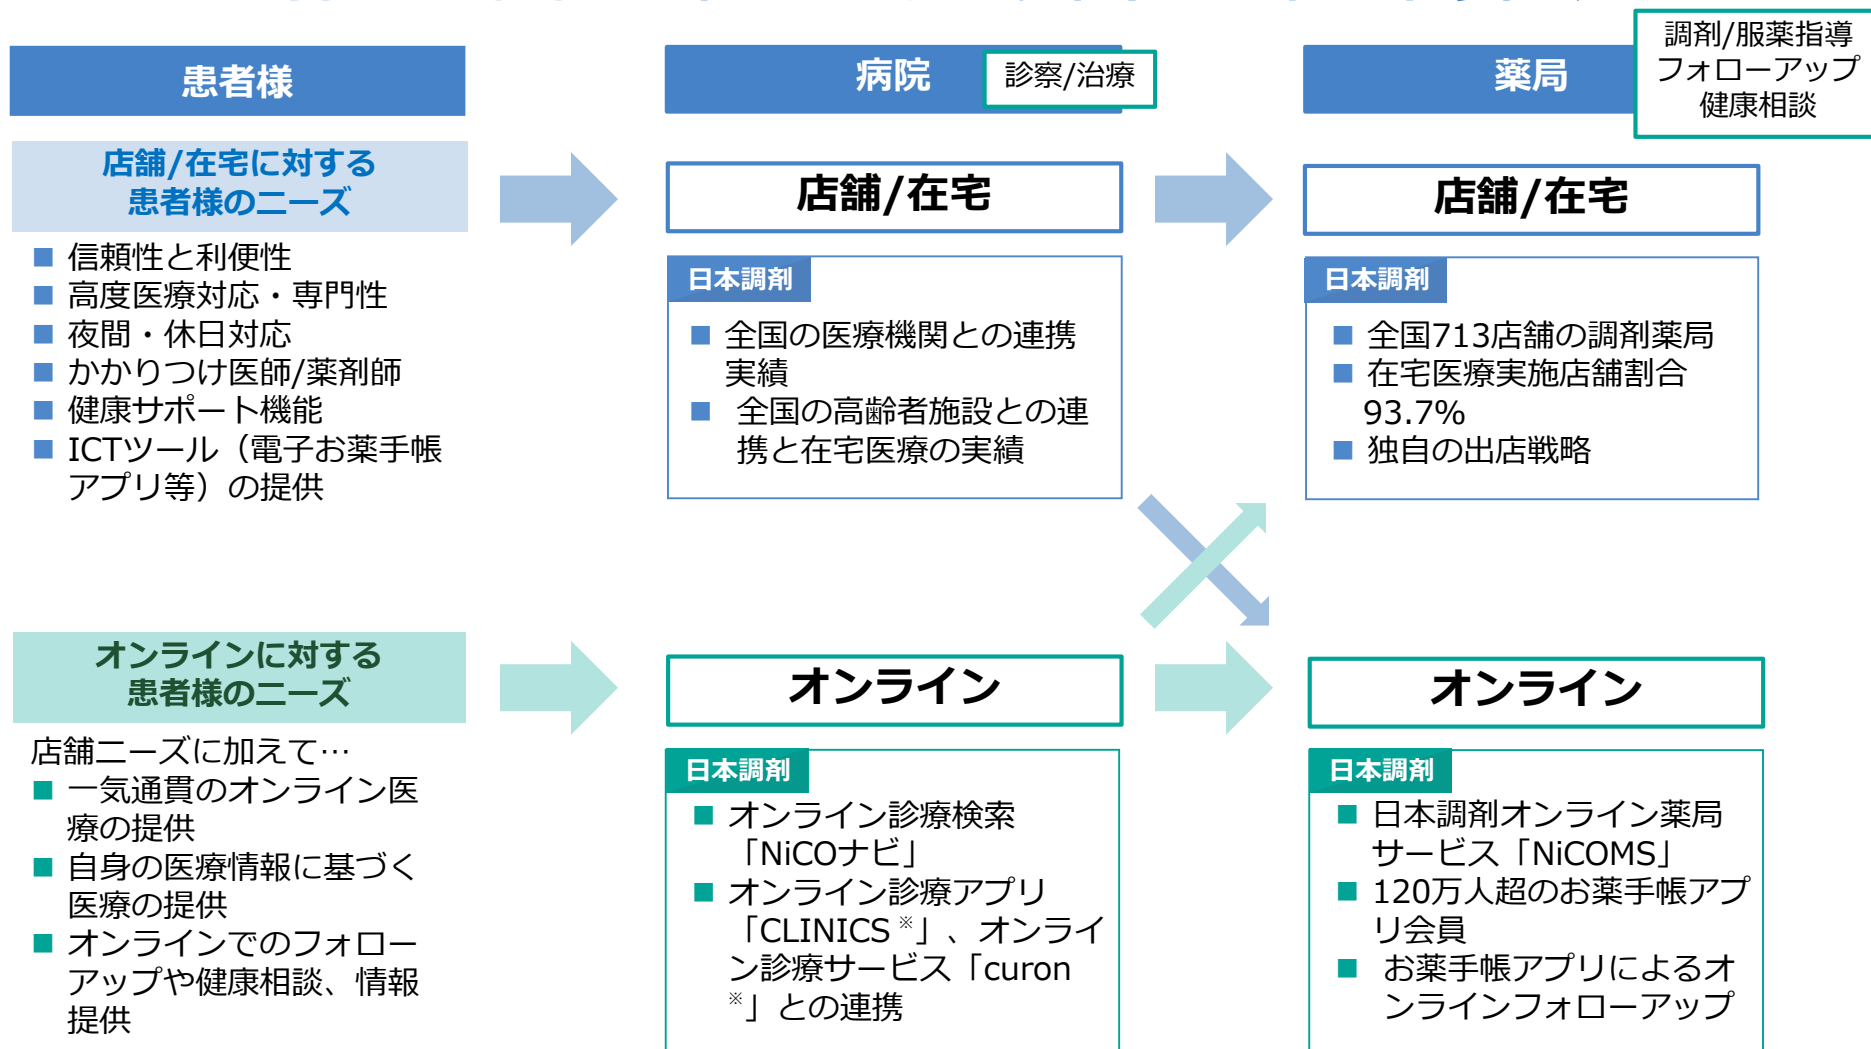 患者様
店舗/在宅に対する
患者様のニーズ
■ 信頼性と利便性
■ 高度医療対応・専門性
■ 夜間・休日対応
■ かかりつけ医師/薬剤師
■ 健康サポート機能
■ ICTツール（電子お薬手帳
アプリ等）の提供
オンラインに対する
患者様のニーズ
店舗ニーズに加えて…
■ 一気通貫のオンライン医
療の提供
■ 自身の医療情報に基づく
医療の提供
■ オンラインでのフォロー
アップや健康相談、情報
提供
病院
診察/治療
店舗/在宅
日本調剤
■ 全国の医療機関との連携
実績
■ 全国の高齢者施設との連
携と在宅医療の実績
オンライン
日本調剤
■ オンライン診療検索
「NiCOナビ」
■ オンライン診療アプリ
「CLINICS※」、オンライ
ン診療サービス「curon
※」との連携
薬局
調剤/服薬指導
フォローアップ
健康相談
店舗/在宅
日本調剤
■ 全国713店舗の調剤薬局
■ 在宅医療実施店舗割合
93.7%
■ 独自の出店戦略
オンライン
日本調剤
■ 日本調剤オンライン薬局
サービス「NiCOMS」
■ 120万人超のお薬手帳アプ
リ会員
■ お薬手帳アプリによるオ
ンラインフォローアップ